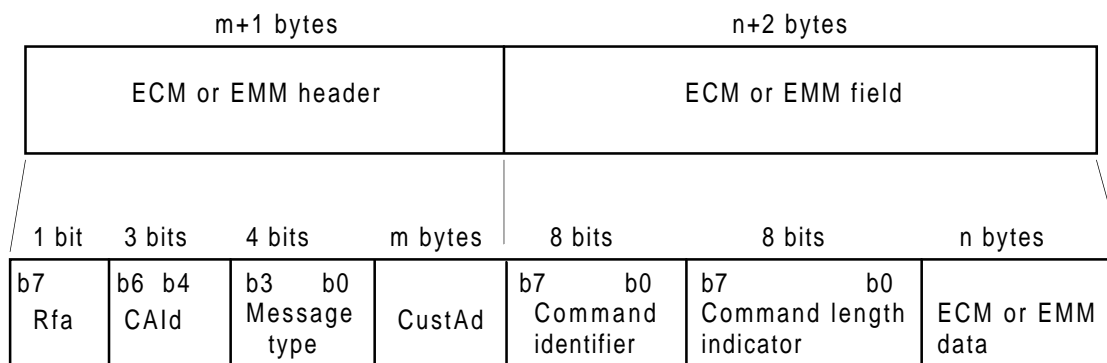 m+1 bytes n+2 bytes
ECM or EMM header ECM or EMM field
1 bit 3 bits 4 bits m bytes 8 bits 8 bits n bytes
b7 b6 b4 b3 b0 b7 b0 b7 b0
Rfa CAId Message type CustAd Command identifier Command length indicator ECM or EMM data